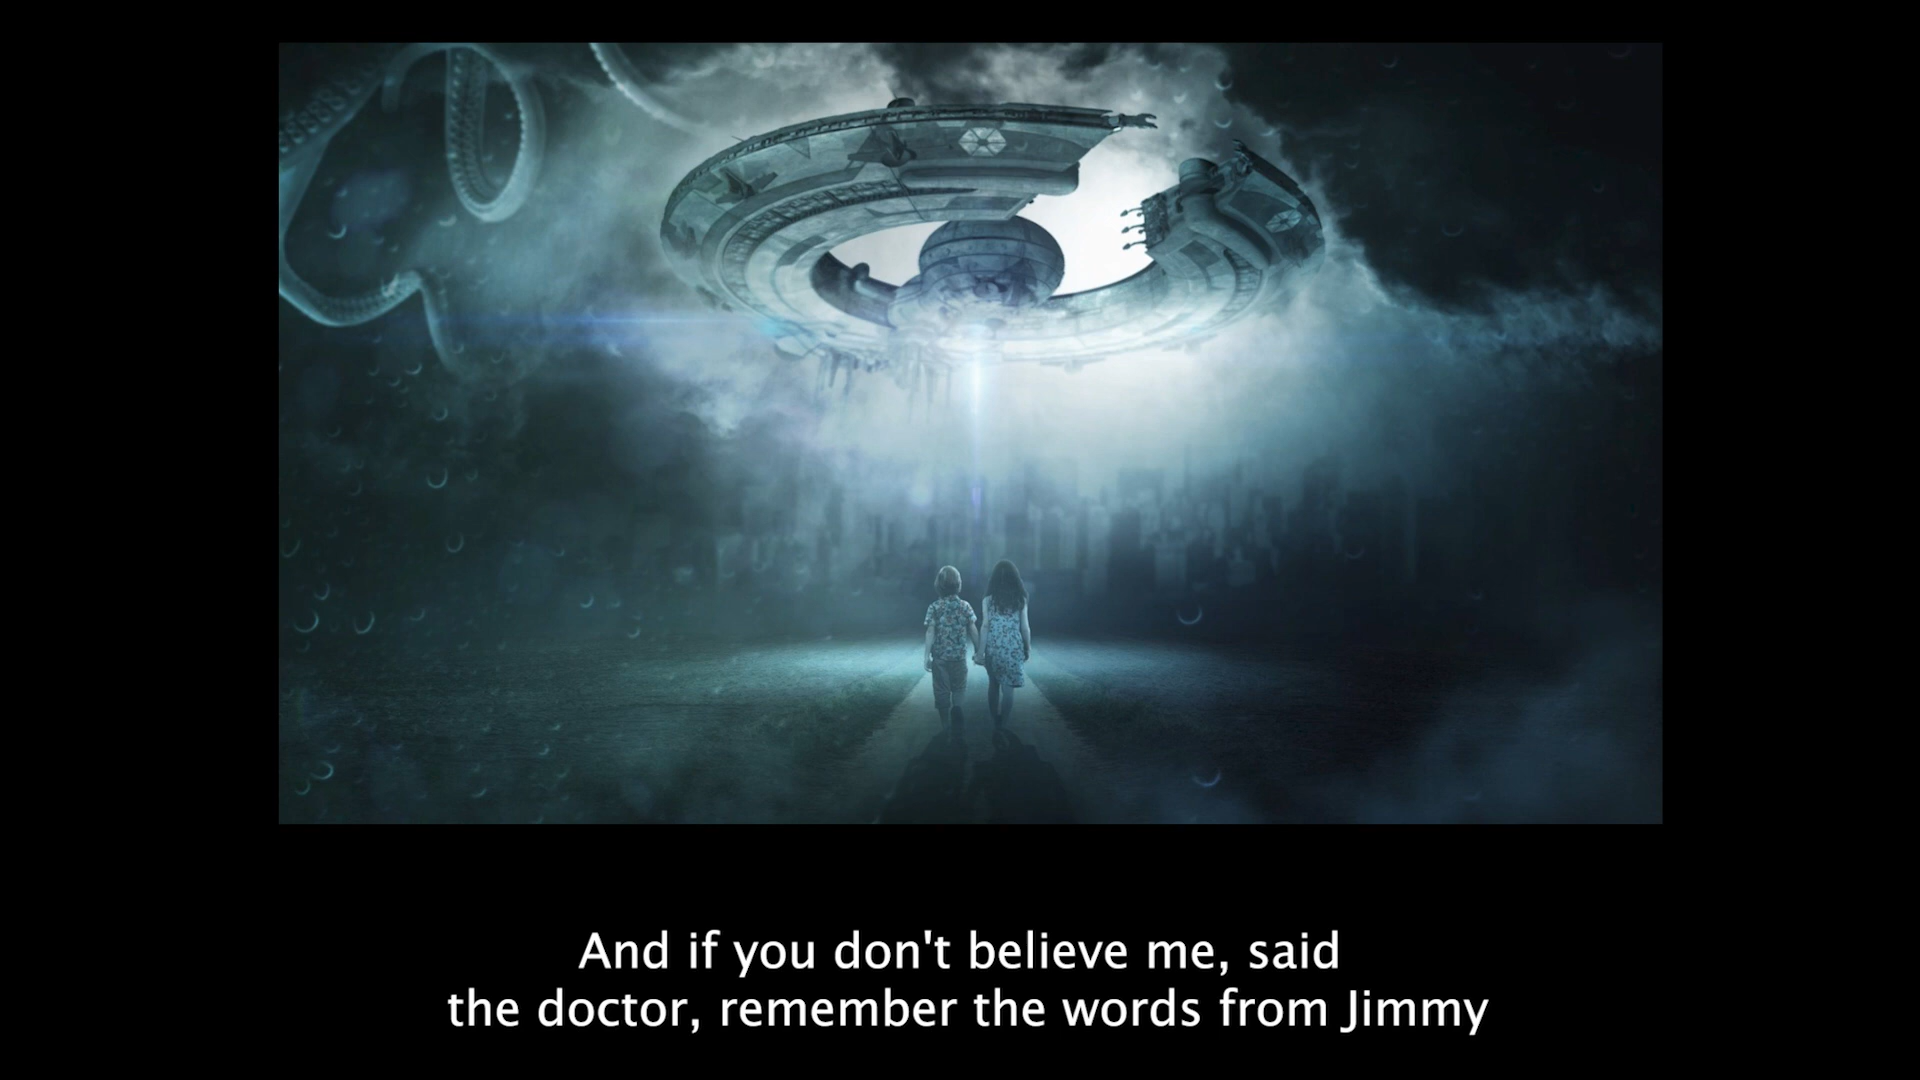 And if you don't believe me, said
the doctor, remember the words from Jimmy